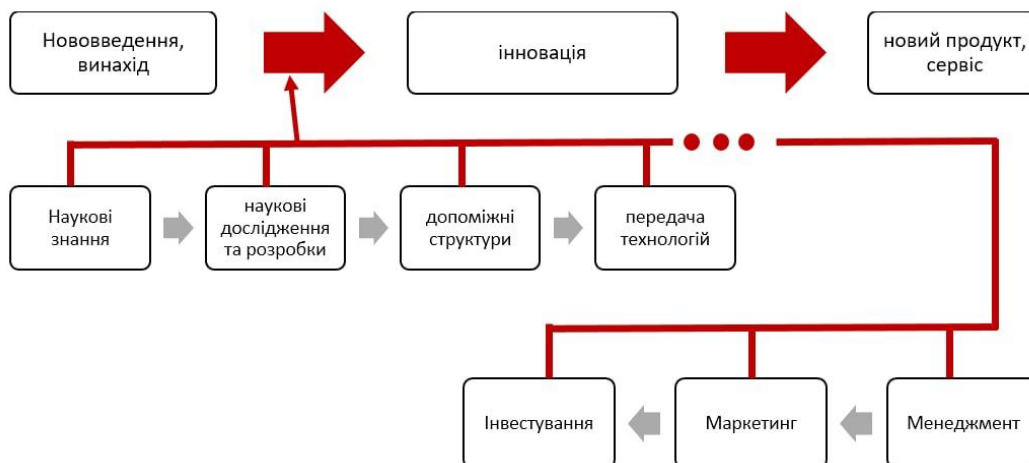 Нововведення,
винахід
інновація
новий продукт,
сервіс
Наукові
знання
наукові
дослідження
та розробки
допоміжні
структури
передача
технологій
Інвестування
Маркетинг
Менеджмент